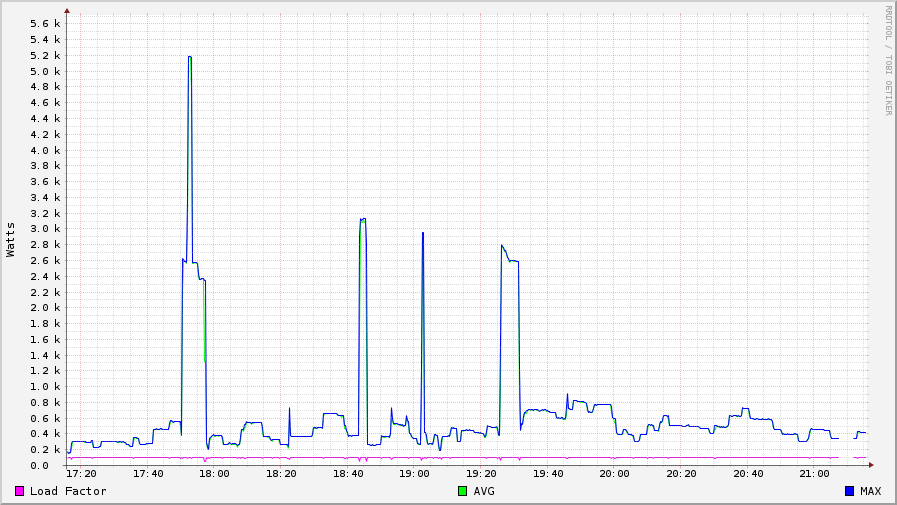 5.6 k
5.4 k
5.2 k
5.0 k
4.8 k
4.6 k
4.4 k
4.2 k
4.0 k
3.8 k
3.6 k
3.4 k
3.2 k
3.0 k
2.8 k
2.6 k
2.4 k
2.2 k
2.0 k
1.8 k
1.6 k
1.4 k
1.2 k
1.0 k
0.8 k
0.6 k
0.4 k
0.2 k
0.0
Watts
RRDTOOL / TOBI OETIKER
17:20 17:40 18:00 18:20 18:40 19:00 19:20 19:40 20:00 20:20 20:40 21:00
Load Factor AVG MAX